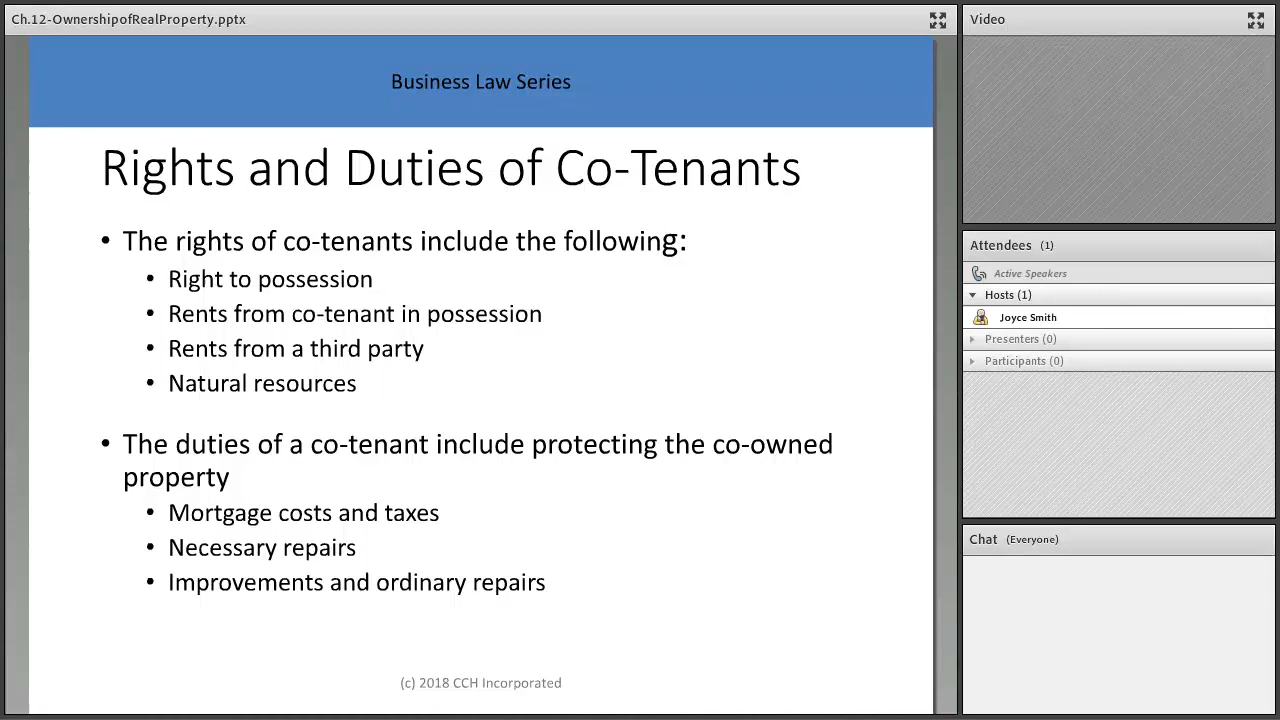 Ch.12-OwnershipofRealProperty.pptx
Business Law Series
Rights and Duties of Co-Tenants
• The rights of co-tenants include the following:
• Right to possession
• Rents from co-tenant in possession
• Rents from a third party
• Natural resources
• The duties of a co-tenant include protecting the co-owned
property
• Mortgage costs and taxes
• Necessary repairs
• Improvements and ordinary repairs
(c) 2018 CCH Incorporated
Video
Attendees (1)
Active Speakers
Hosts (1)
Joyce Smith
Presenters (0)
Participants (0)
Chat (Everyone)